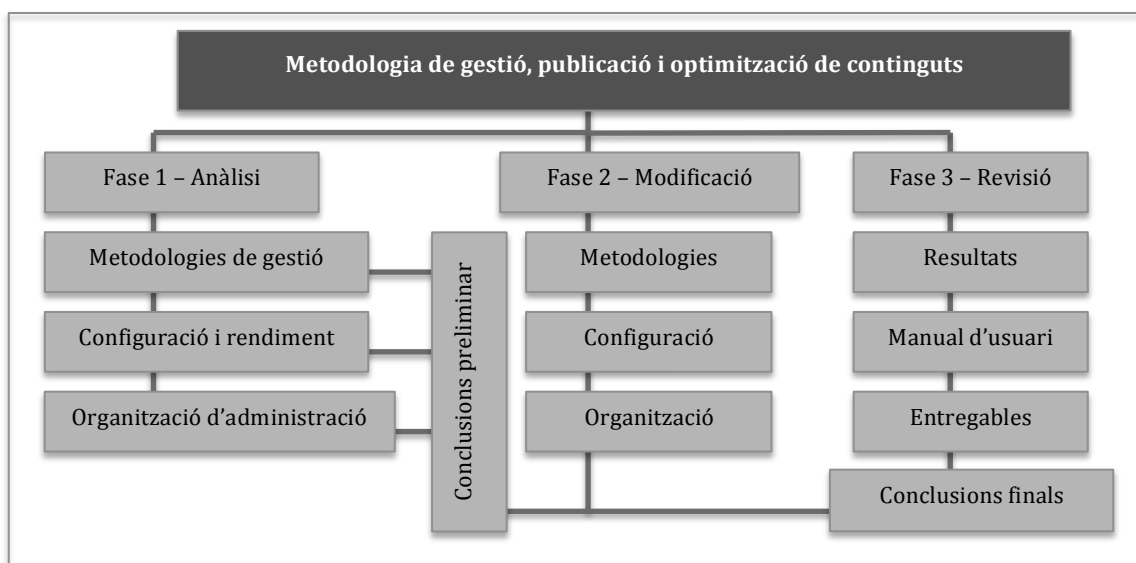 Metodologia de gestió, publicació i optimització de continguts
Fase 1 – Anàlisi
Metodologies de gestió
Configuració i rendiment
Organització d’administració
Conclusions preliminar
Fase 2 – Modificació
Metodologies
Configuració
Organització
Fase 3 – Revisió
Resultats
Manual d’usuari
Entregables
Conclusions finals